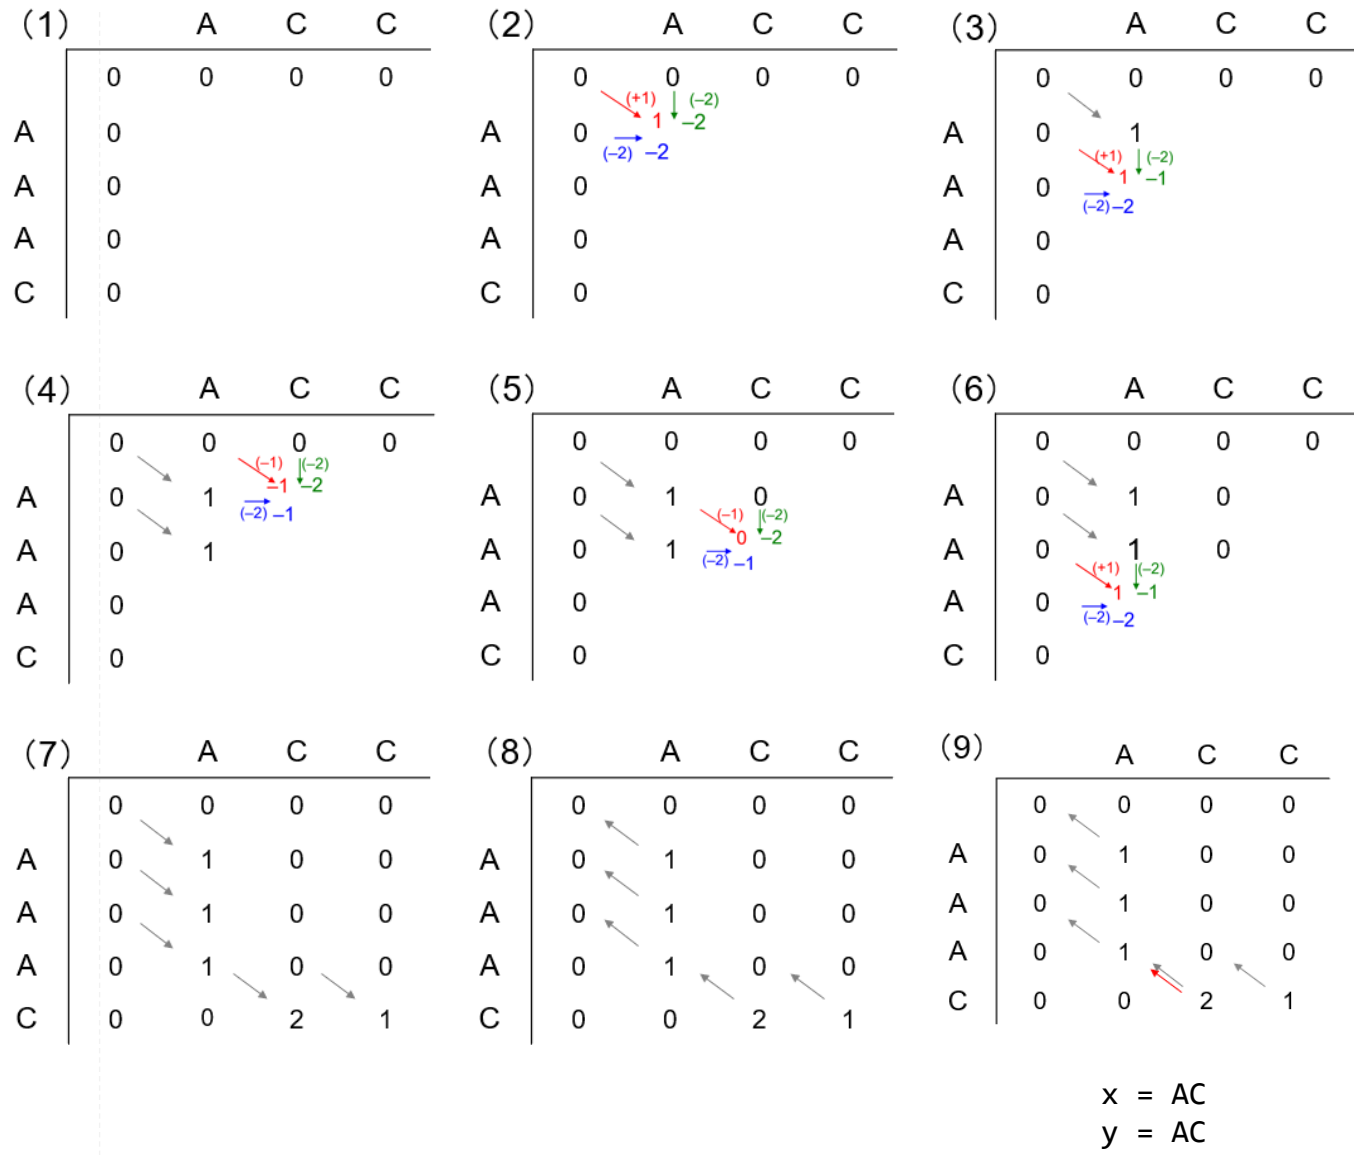 (1) A C C
0 0 0 0
A 0
A 0
A 0
C 0
(2) A C C
0 0 0 0
(+1) (–2)
A 0 1 –2
(–2) –2
A 0
A 0
C 0
(3) A C C
0 0 0 0
A 0 1
(+1) (–2)
1 –1
A 0
(–2) –2
A 0
C 0
(4) A C C
0 0 0 0
(–1) (–2)
–1 –2
A 0 1
(–2) –1
A 0 1
A 0
C 0
(5) A C C
0 0 0 0
A 0 1 0
(–1) (–2)
0 –2
A 0 1
(–2) –1
A 0
C 0
(6) A C C
0 0 0 0
A 0 1 0
A 0 1 0
(+1) (–2)
1 –1
A 0
(–2) –2
C 0
(7) A C C
0 0 0 0
A 0 1 0 0
A 0 1 0 0
A 0 1 0 0
C 0 0 2 1
(8) A C C
0 0 0 0
A 0 1 0 0
A 0 1 0 0
A 0 1 0 0
C 0 0 2 1
(9) A C C
0 0 0 0
A 0 1 0 0
A 0 1 0 0
A 0 1 0 0
C 0 0 2 1
x = AC
y = AC